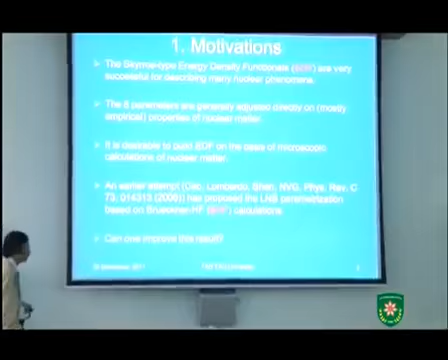 1. Motivations
The Skyrme-type Energy Density Functionals (EDF) are very
successful for describing many nuclear phenomena.
The 8 parameters are generally adjusted directly on (mostly
empirical) properties of nuclear matter.
It is desirable to build EDF on the basis of microscopic
calculations of nuclear matter.
An earlier attempt (Cao, Lombardo, Shen, NVG, Phys. Rev. C
73, 014313 (2006)) has proposed the LNS parametrization
based on Brueckner-HF calculations.
Can one improve this result?